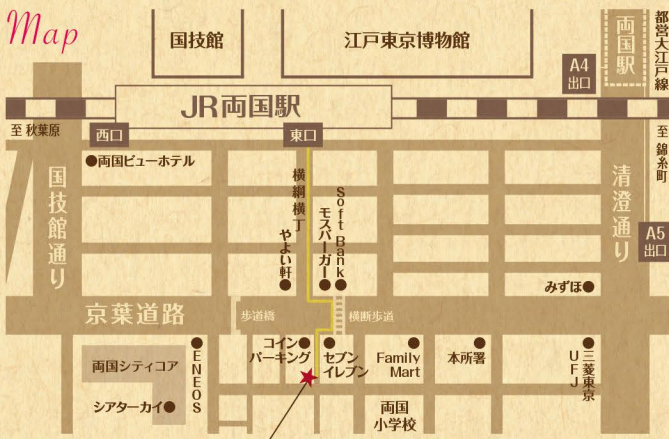 Map
国技館
江戸東京博物館
両国駅
都営大江戸線
A4
出口
JR両国駅
至 秋葉原
西口
東口
至 錦糸町
両国ビューホテル
国技館通り
横綱横丁
やよい軒
モスバーガー
Soft Bank
清澄通り
A5
出口
みずほ
京葉道路
歩道橋
横断歩道
両国シティコア
シアターカイ
ENEOS
コイン
パーキング
セブン
イレブン
Family
Mart
本所署
三菱東京
UFJ
両国
小学校